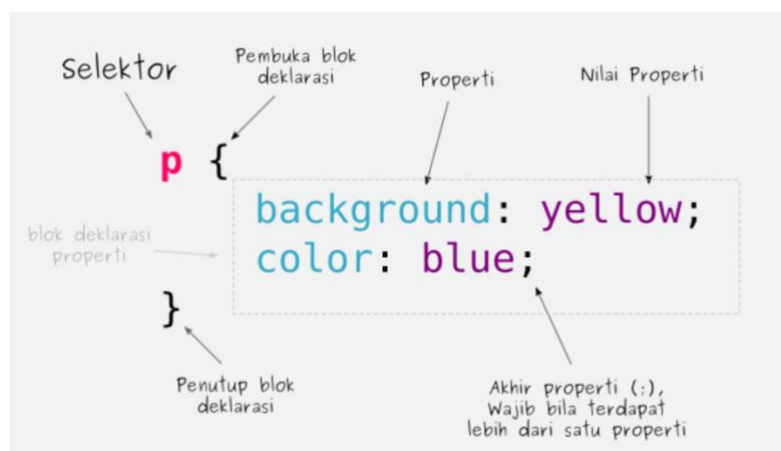 Selektor
Pembuka blok
deklarasi
Properti
Nilai Properti
p {
background: yellow;
blok deklarasi
properti
color: blue;
}
Penutup blok
deklarasi
Akhir properti (;),
Wajib bila terdapat
lebih dari satu properti